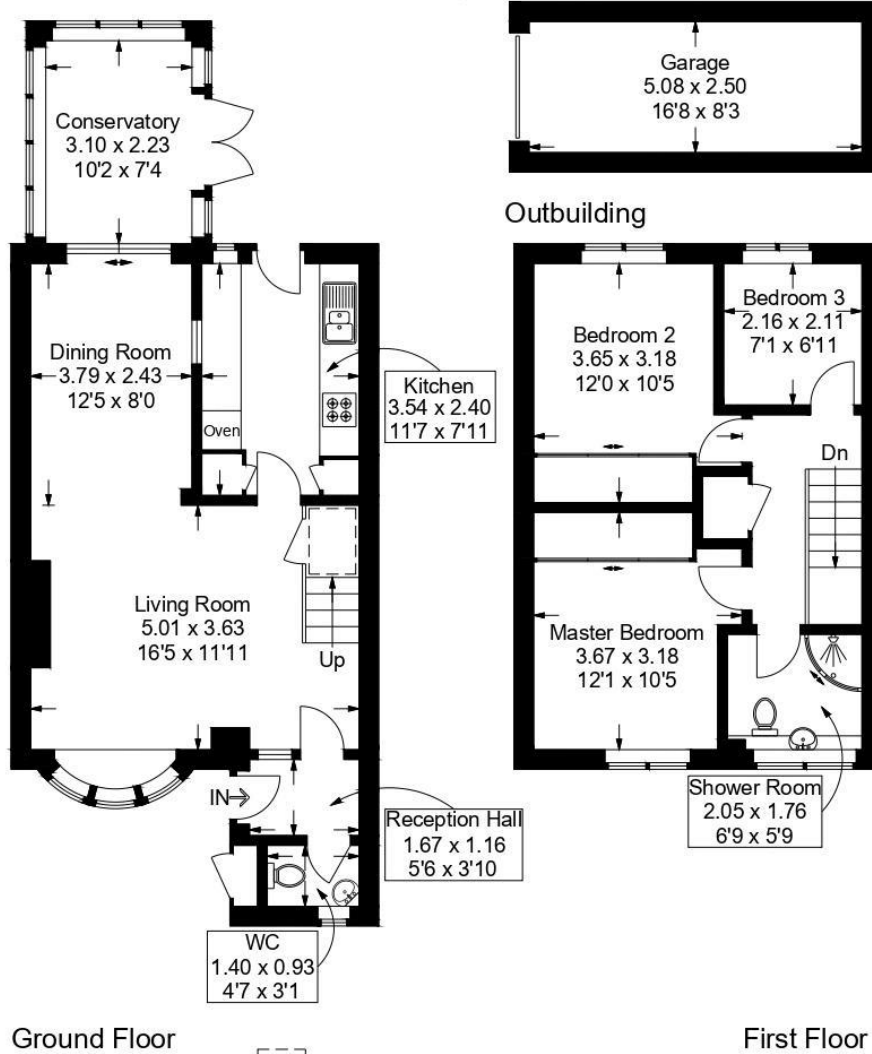 Conservatory
3.10 x 2.23
10'2 x 7'4
Garage
5.08 x 2.50
16'8 x 8'3
Outbuilding
Dining Room
3.79 x 2.43
12'5 x 8'0
Kitchen
3.54 x 2.40
11'7 x 7'11
Oven
Living Room
5.01 x 3.63
16'5 x 11'11
Up
IN
Reception Hall
1.67 x 1.16
5'6 x 3'10
WC
1.40 x 0.93
4'7 x 3'1
Ground Floor
Bedroom 2
3.65 x 3.18
12'0 x 10'5
Bedroom 3
2.16 x 2.11
7'1 x 6'11
Dn
Master Bedroom
3.67 x 3.18
12'1 x 10'5
Shower Room
2.05 x 1.76
6'9 x 5'9
First Floor